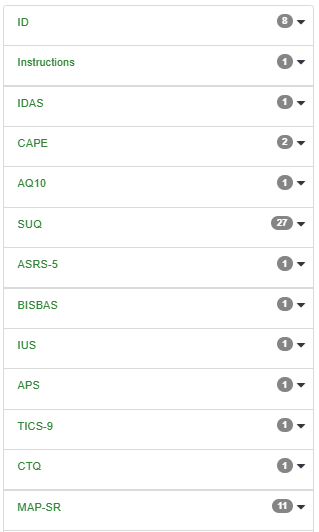 ID 8
Instructions 1
IDAS 1
CAPE 2
AQ10 1
SUQ 27
ASRS-5 1
BISBAS 1
IUS 1
APS 1
TICS-9 1
CTQ 1
MAP-SR 11